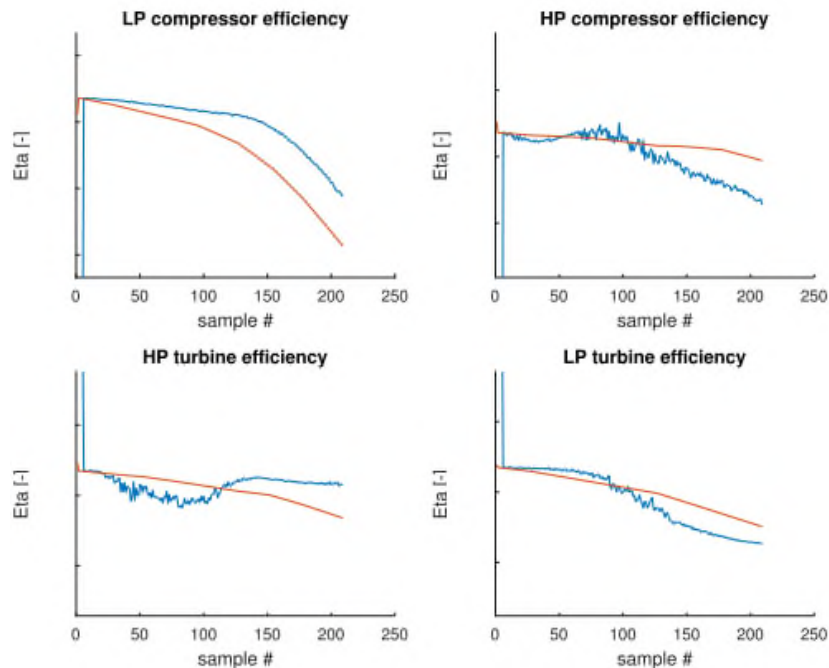 LP compressor efficiency
HP compressor efficiency
Eta [-]
Eta [-]
0 50 100 150 200 250
0 50 100 150 200 250
sample #
sample #
HP turbine efficiency
LP turbine efficiency
Eta [-]
Eta [-]
0 50 100 150 200 250
0 50 100 150 200 250
sample #
sample #